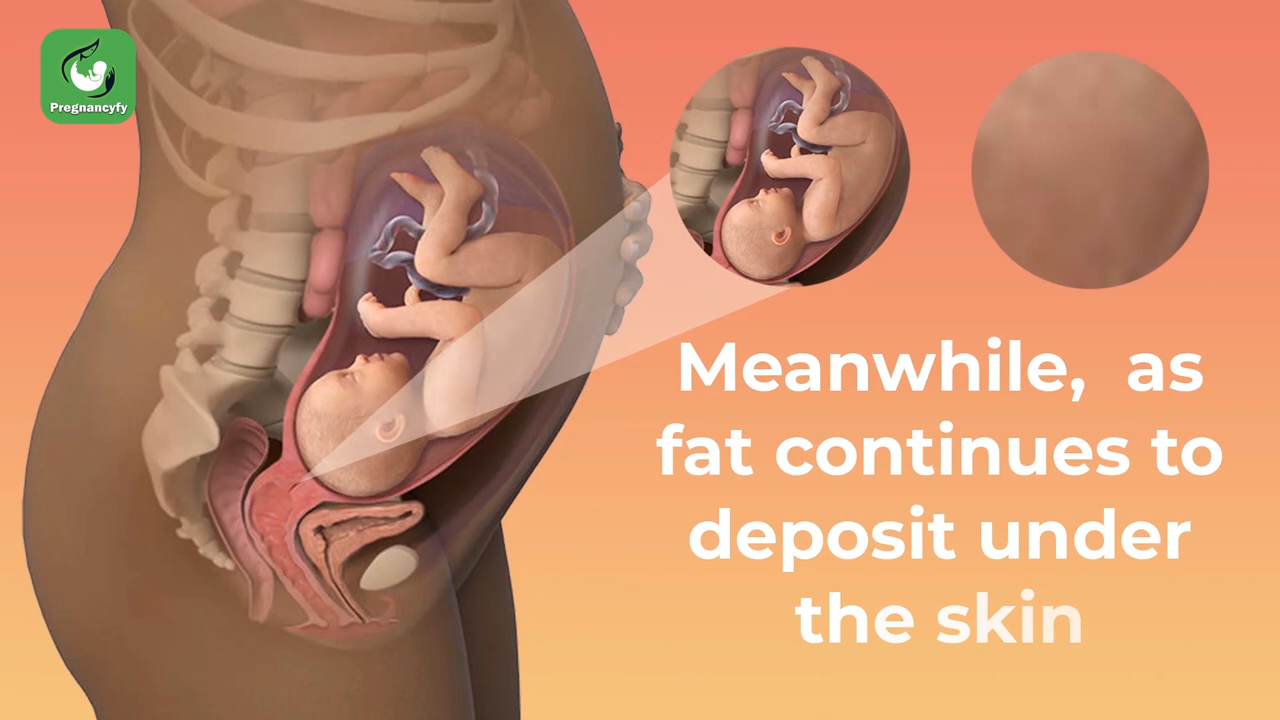 Pregnancyfy
Meanwhile, as
fat continues to
deposit under
the skin